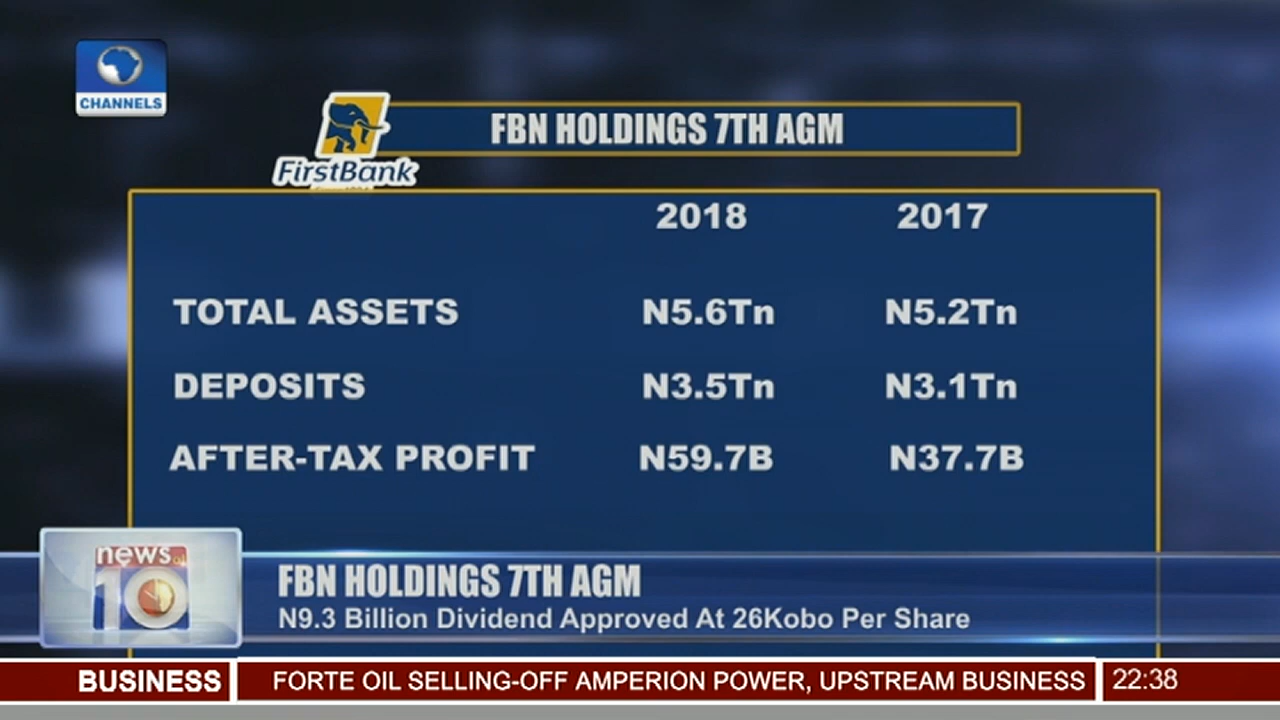 CHANNELS
FBN HOLDINGS 7TH AGM
FirstBank
2018 2017
TOTAL ASSETS N5.6Tn N5.2Tn
DEPOSITS N3.5Tn N3.1Tn
AFTER-TAX PROFIT N59.7B N37.7B
news at
10
FBN HOLDINGS 7TH AGM
N9.3 Billion Dividend Approved At 26Kobo Per Share
BUSINESS FORTE OIL SELLING-OFF AMPERION POWER, UPSTREAM BUSINESS 22:38